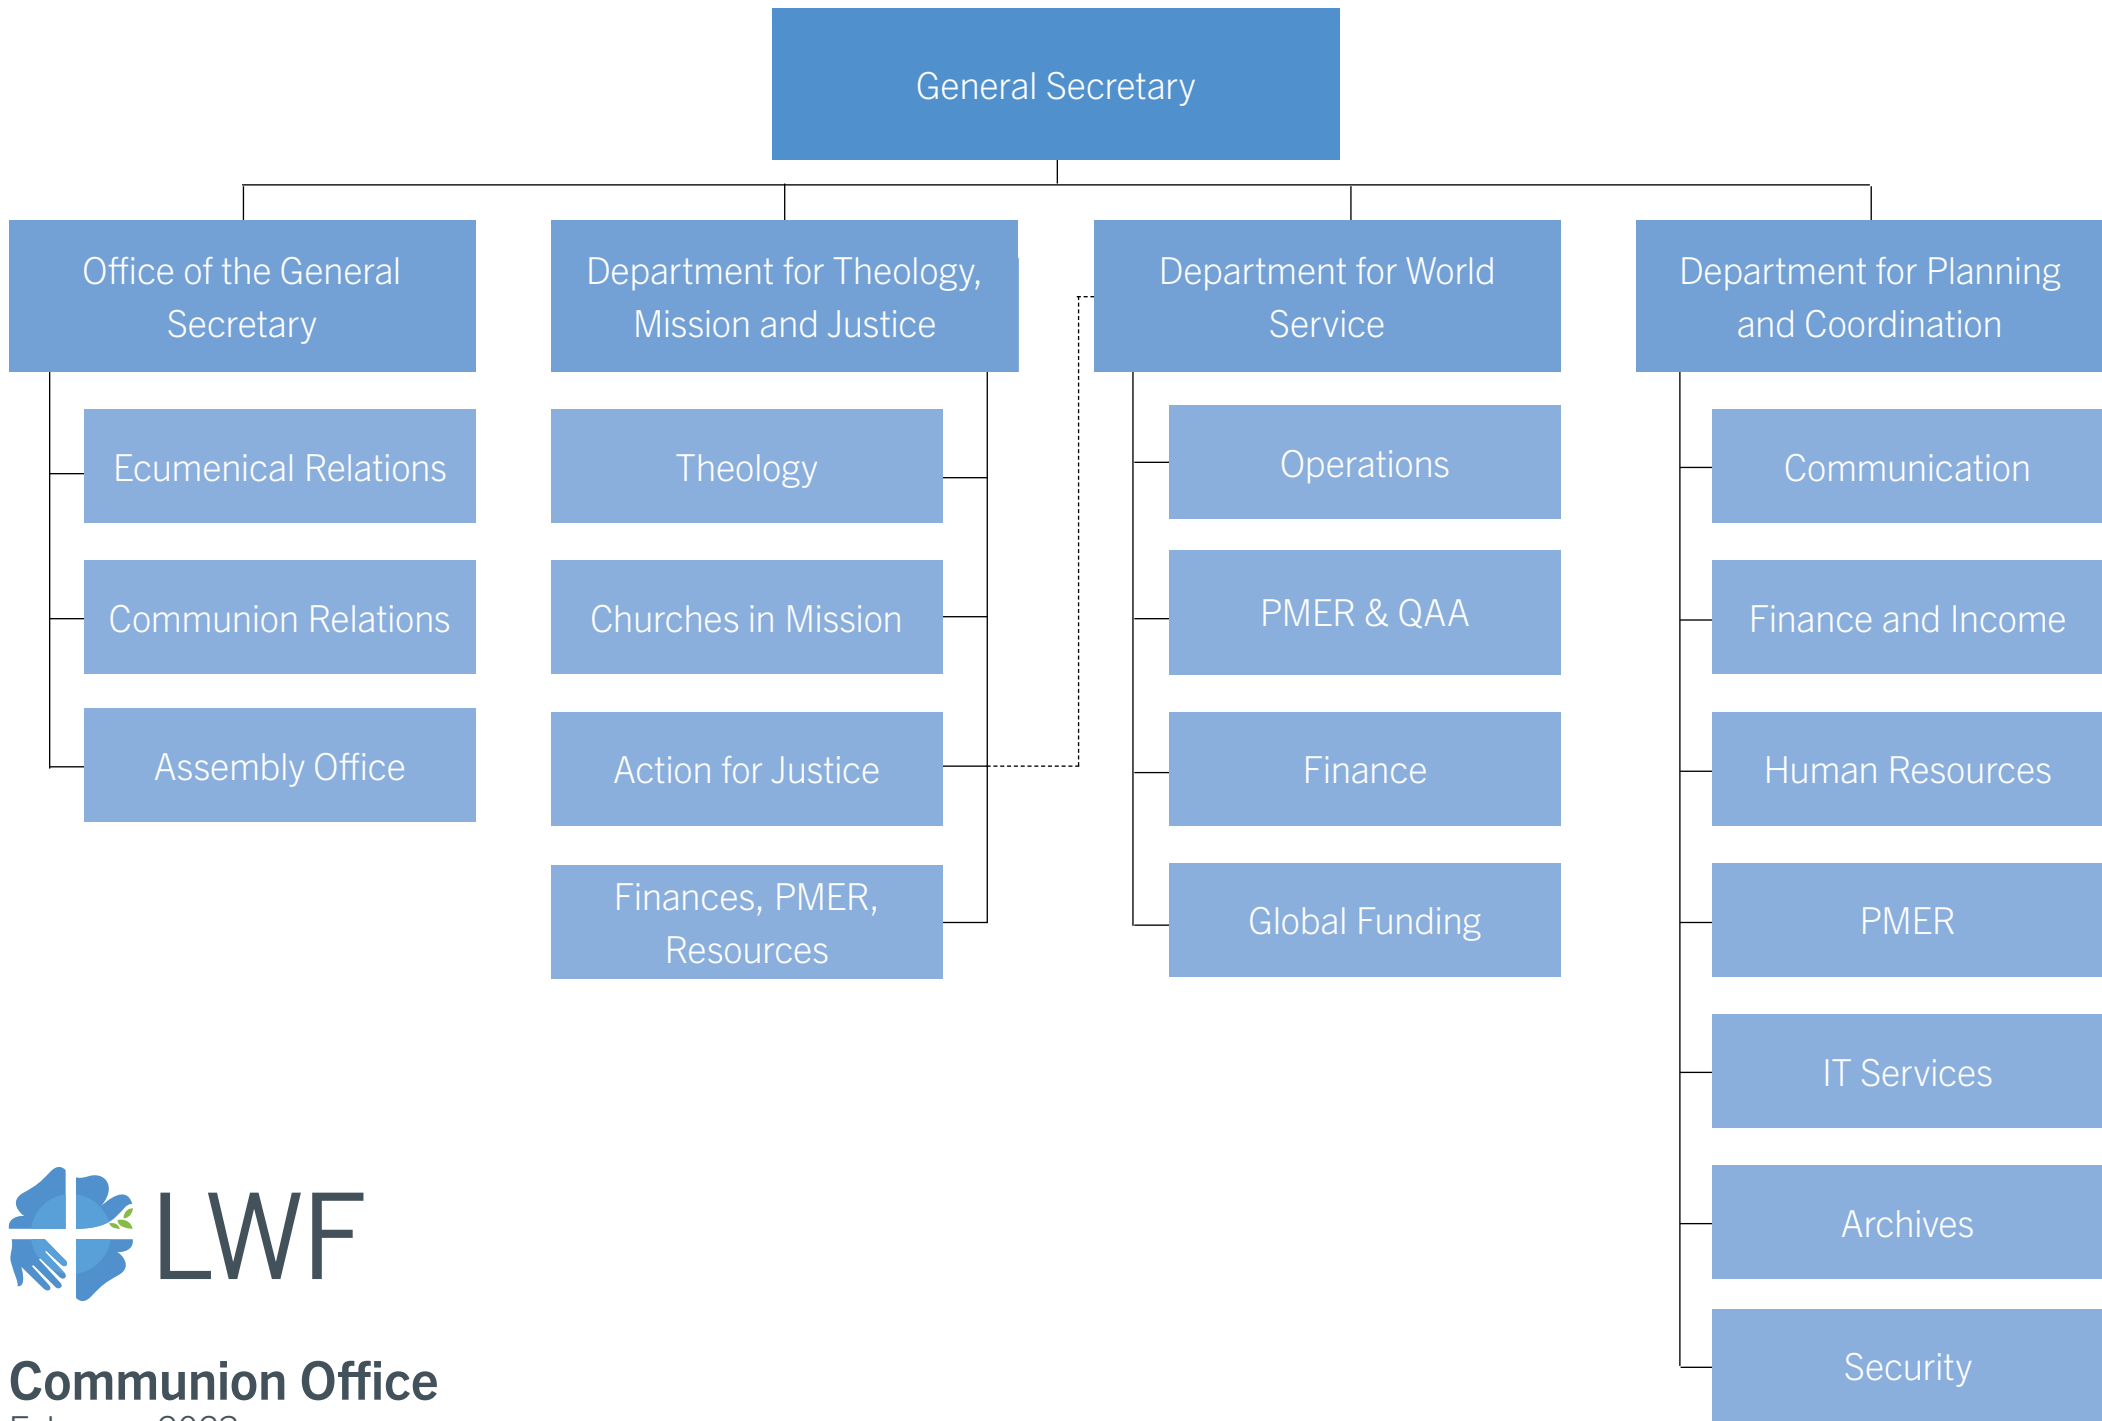 General Secretary
Office of the General
Secretary
Ecumenical Relations
Communion Relations
Assembly Office
Department for Theology,
Mission and Justice
Theology
Churches in Mission
Action for Justice
Finances, PMER,
Resources
Department for World
Service
Operations
PMER & QAA
Finance
Global Funding
Department for Planning
and Coordination
Communication
Finance and Income
Human Resources
PMER
IT Services
Archives
Security
LWF
Communion Office